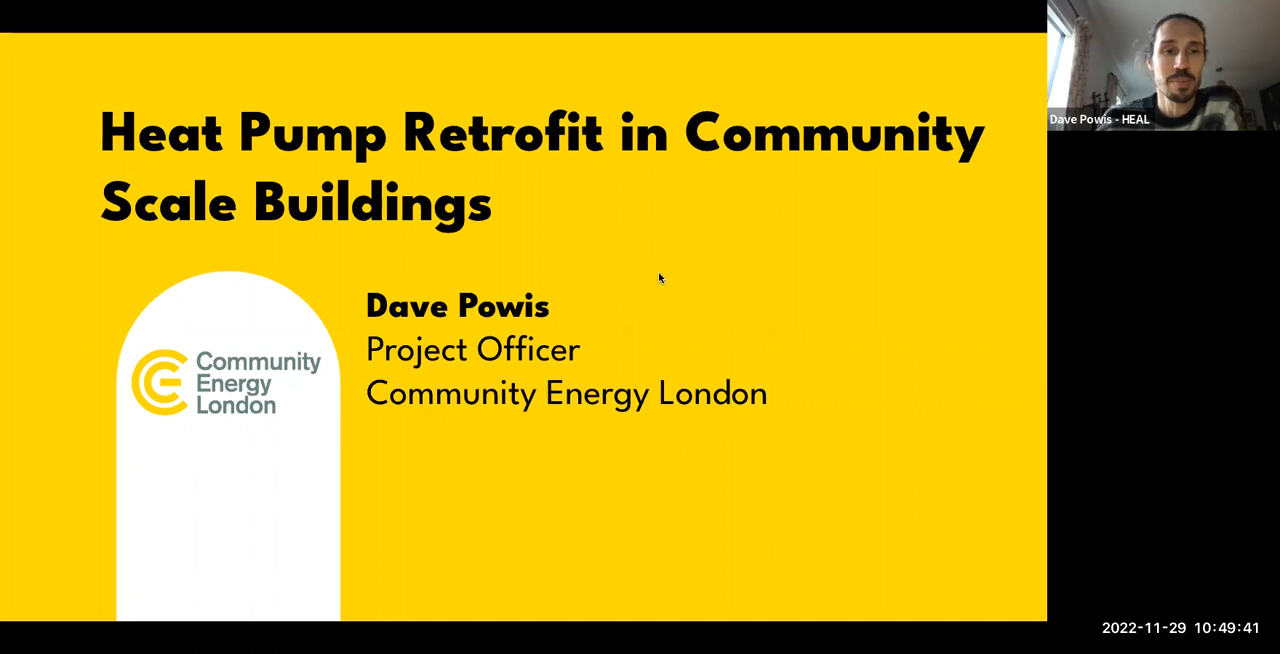 Heat Pump Retrofit in Community
Scale Buildings
Community
Energy
London
Dave Powis
Project Officer
Community Energy London
Dave Powis - HEAL
2022-11-29 10:49:41